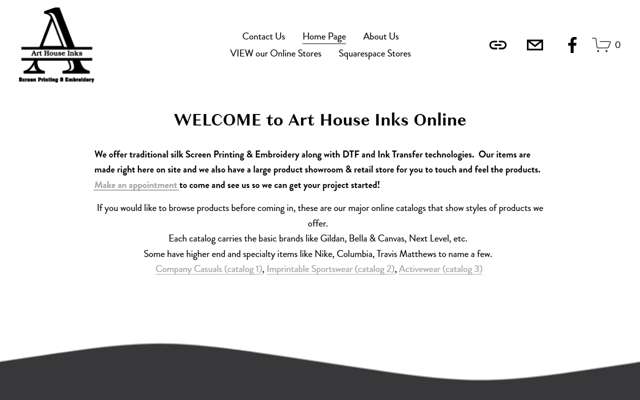 Art House Inks
Screen Printing & Embroidery
Contact Us Home Page About Us
VIEW our Online Stores Squarespace Stores
0
WELCOME to Art House Inks Online
We offer traditional silk Screen Printing & Embroidery along with DTF and Ink Transfer technologies. Our items are
made right here on site and we also have a large product showroom & retail store for you to touch and feel the products.
Make an appointment to come and see us so we can get your project started!
If you would like to browse products before coming in, these are our major online catalogs that show styles of products we
offer.
Each catalog carries the basic brands like Gildan, Bella & Canvas, Next Level, etc.
Some have higher end and specialty items like Nike, Columbia, Travis Matthews to name a few.
Company Casuals (catalog 1), Imprintable Sportswear (catalog 2), Activewear (catalog 3)